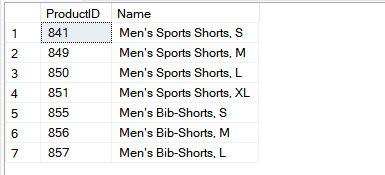 ProductID Name
1 841 Men's Sports Shorts, S
2 849 Men's Sports Shorts, M
3 850 Men's Sports Shorts, L
4 851 Men's Sports Shorts, XL
5 855 Men's Bib-Shorts, S
6 856 Men's Bib-Shorts, M
7 857 Men's Bib-Shorts, L